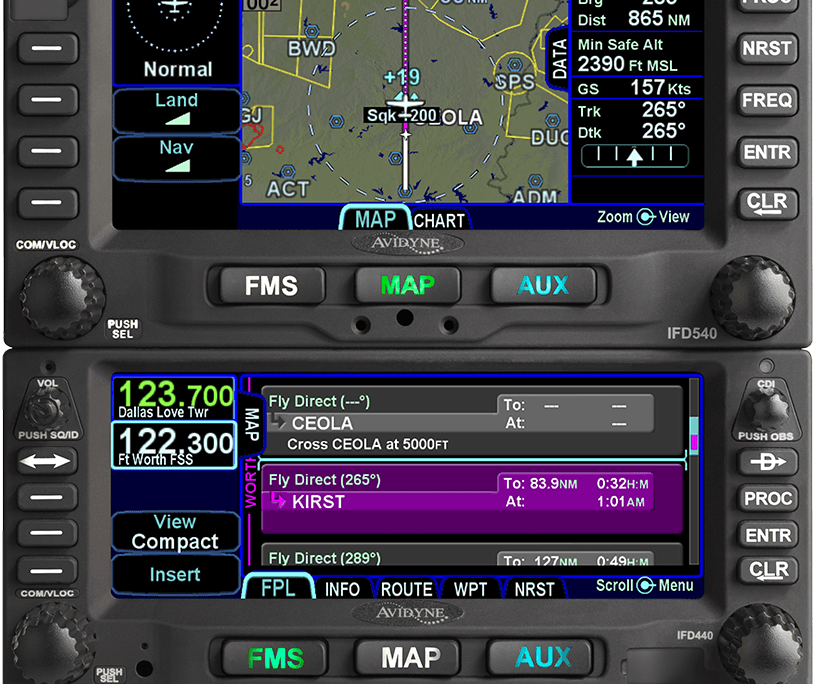 002
NM
Brg 265°
PROC
Dist 865 NM
BWD
DATA
Min Safe Alt
NRST
2390 Ft MSL
Normal
+19
SPS
GS 157 Kts
Land
FREQ
Trk 265°
Sqk 200
CEOLA
GJ
Dtk 265°
Nav
DUC
ENTR
5
ACT
ADM
CLR
MAP
CHART
Zoom View
COM/VLOC
AVIDYNE
FMS
MAP
AUX
PUSH
SEL
IFD540
VOL
123.700
Dallas Love Twr
MAP
Fly Direct (---°)
To: -- --
CEOLA
At: --
Cross CEOLA at 5000FT
CDI
PUSH SQ/ID
122.300
Ft Worth FSS
PUSH OBS
D
WORTH
Fly Direct (265°)
To: 83.9NM 0:32H:M
KIRST
At: 1:01AM
PROC
View
Compact
ENTR
Insert
Fly Direct (289°)
To: 127NM 0:49H:M
CLR
COM/VLOC
FPL
INFO
ROUTE
WPT
NRST
Scroll Menu
AVIDYNE
FMS
MAP
AUX
IFD440
PUSH
SEL